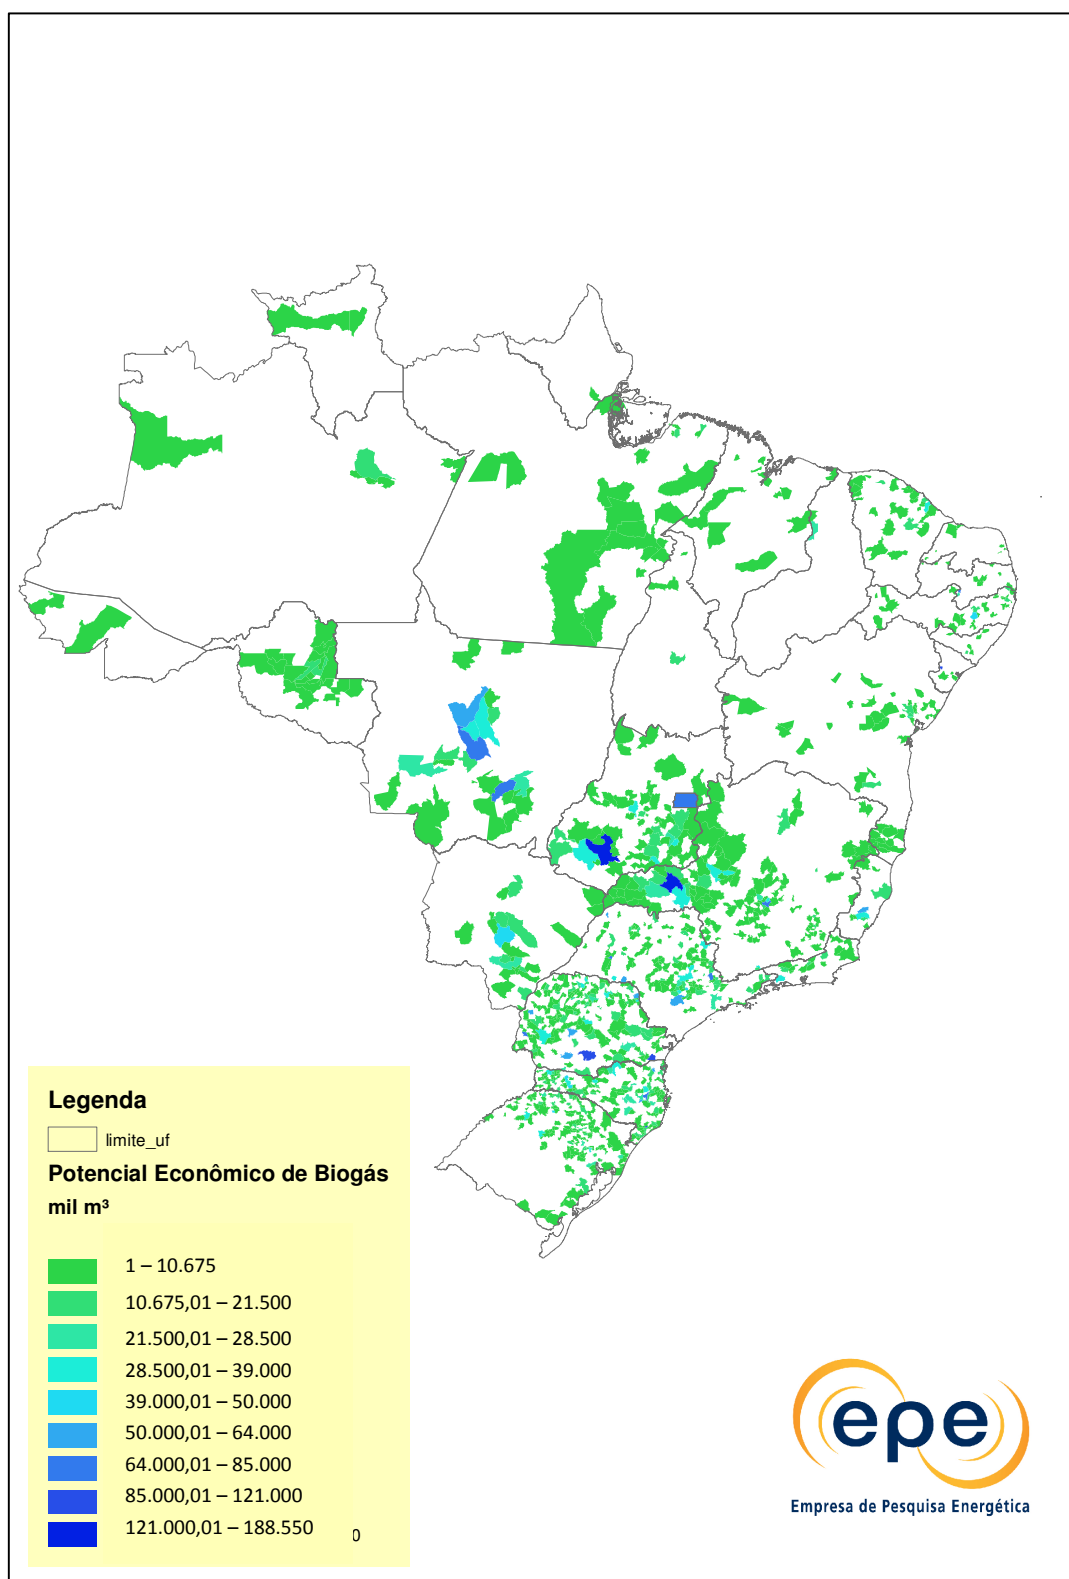 Legenda
limite_uf
Potencial Econômico de Biogás
mil m³
1 – 10.675
10.675,01 – 21.500
21.500,01 – 28.500
28.500,01 – 39.000
39.000,01 – 50.000
50.000,01 – 64.000
64.000,01 – 85.000
85.000,01 – 121.000
121.000,01 – 188.550 0
epe
Empresa de Pesquisa Energética